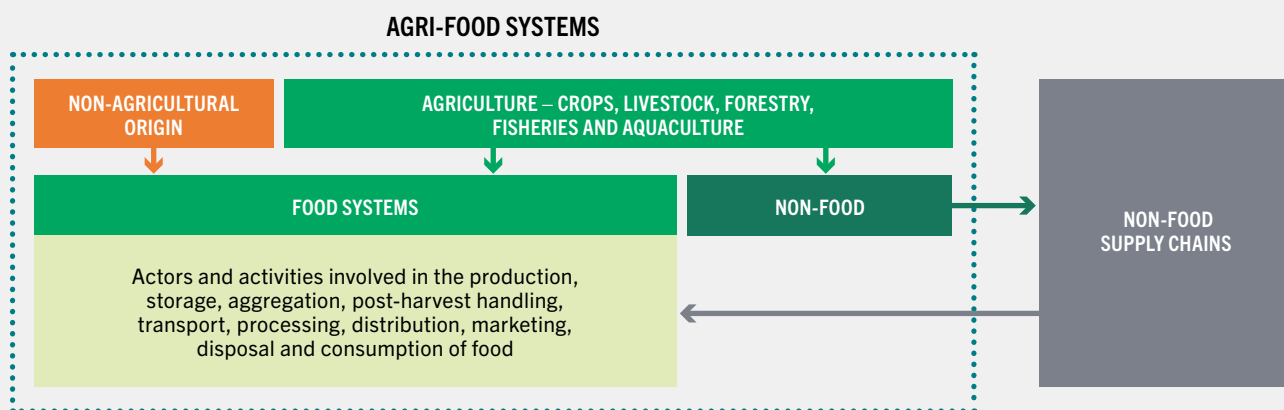 AGRI-FOOD SYSTEMS
NON-AGRICULTURAL
ORIGIN
AGRICULTURE – CROPS, LIVESTOCK, FORESTRY,
FISHERIES AND AQUACULTURE
FOOD SYSTEMS
NON-FOOD
NON-FOOD
SUPPLY CHAINS
Actors and activities involved in the production,
storage, aggregation, post-harvest handling,
transport, processing, distribution, marketing,
disposal and consumption of food